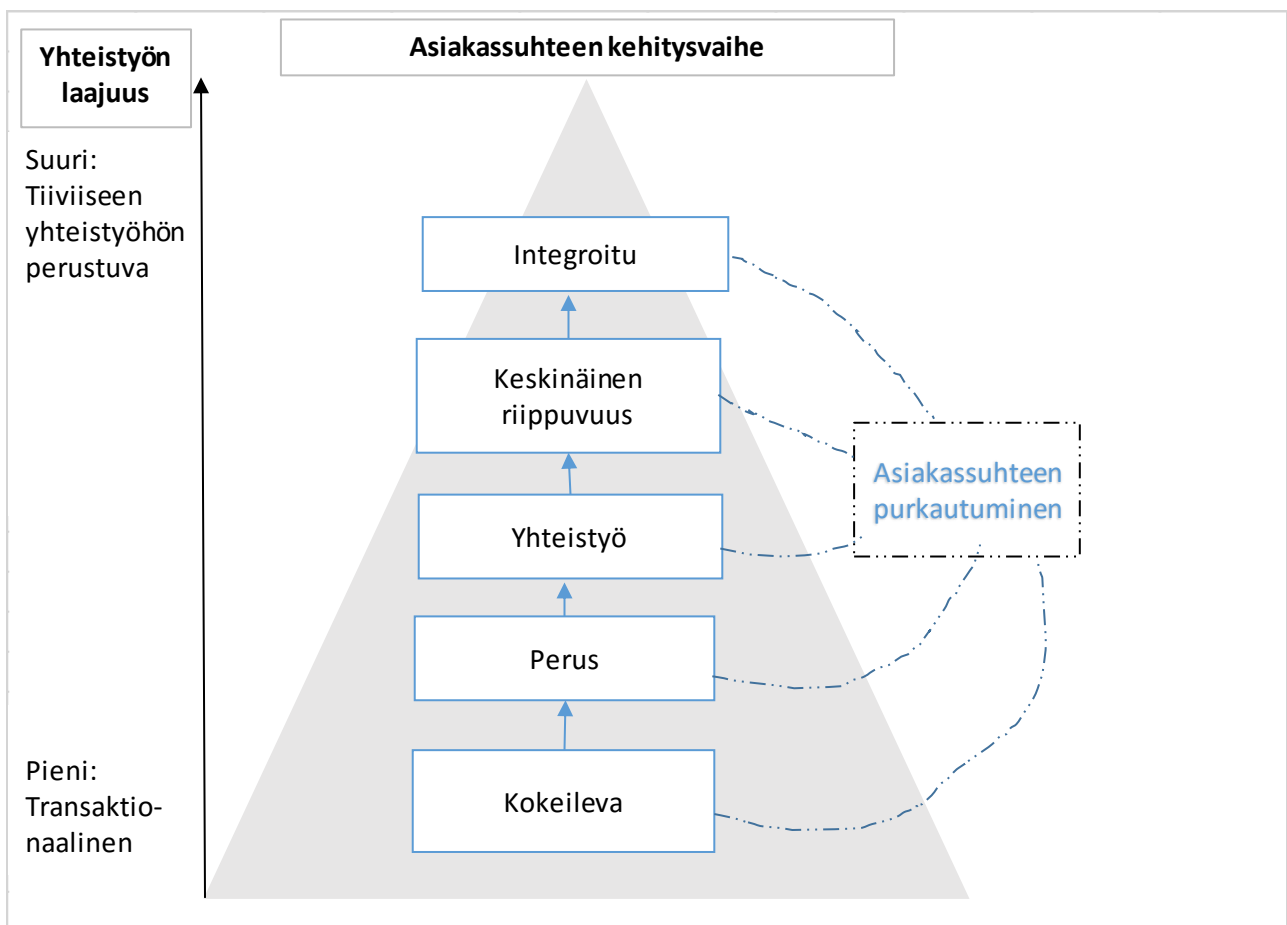 Yhteistyön
laajuus
Asiakassuhteen kehitysvaihe
Suuri:
Tiiviiseen
yhteistyöhön
perustuva
Integroitu
Keskinäinen
riippuvuus
Asiakassuhteen
purkautuminen
Yhteistyö
Perus
Pieni:
Transaktio-
naalinen
Kokeileva